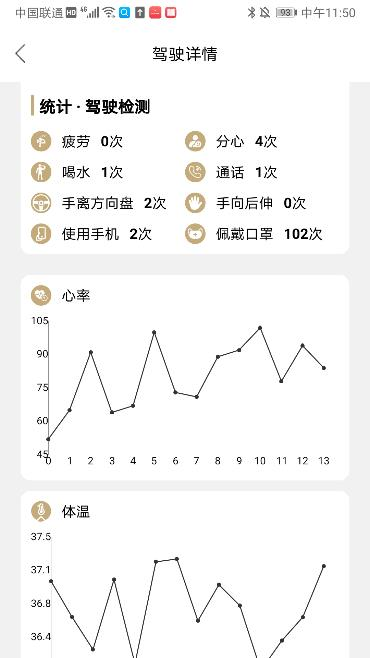 中国联通 HD 4G 93 中午11:50
驾驶详情
统计 · 驾驶检测
疲劳 0次 分心 4次
喝水 1次 通话 1次
手离方向盘 2次 手向后伸 0次
使用手机 2次 佩戴口罩 102次
心率
105
90
75
60
45
0 1 2 3 4 5 6 7 8 9 10 11 12 13
体温
37.5
37.1
36.8
36.4